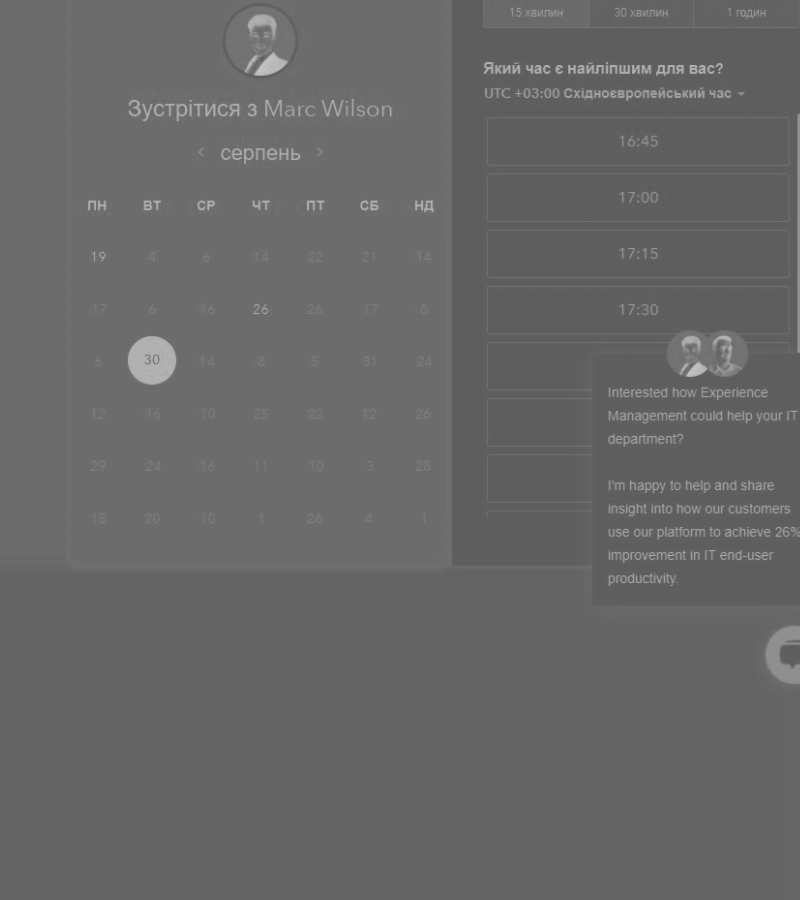 Зустрітися з Marc Wilson
серпень
ПН ВТ СР ЧТ ПТ СБ НД
19 4 6 14 22 21 14
17 6 16 26 26 17 8
6 30 14 8 5 31 24
12 16 10 25 22 12 26
29 24 16 11 10 3 28
18 20 10 1 26 4 1
15 хвилин 30 хвилин 1 годин
Який час є найліпшим для вас?
UTC +03:00 Східноєвропейський час
16:45
17:00
17:15
17:30
Interested how Experience
Management could help your IT
department?
I'm happy to help and share
insight into how our customers
use our platform to achieve 26%
improvement in IT end-user
productivity.